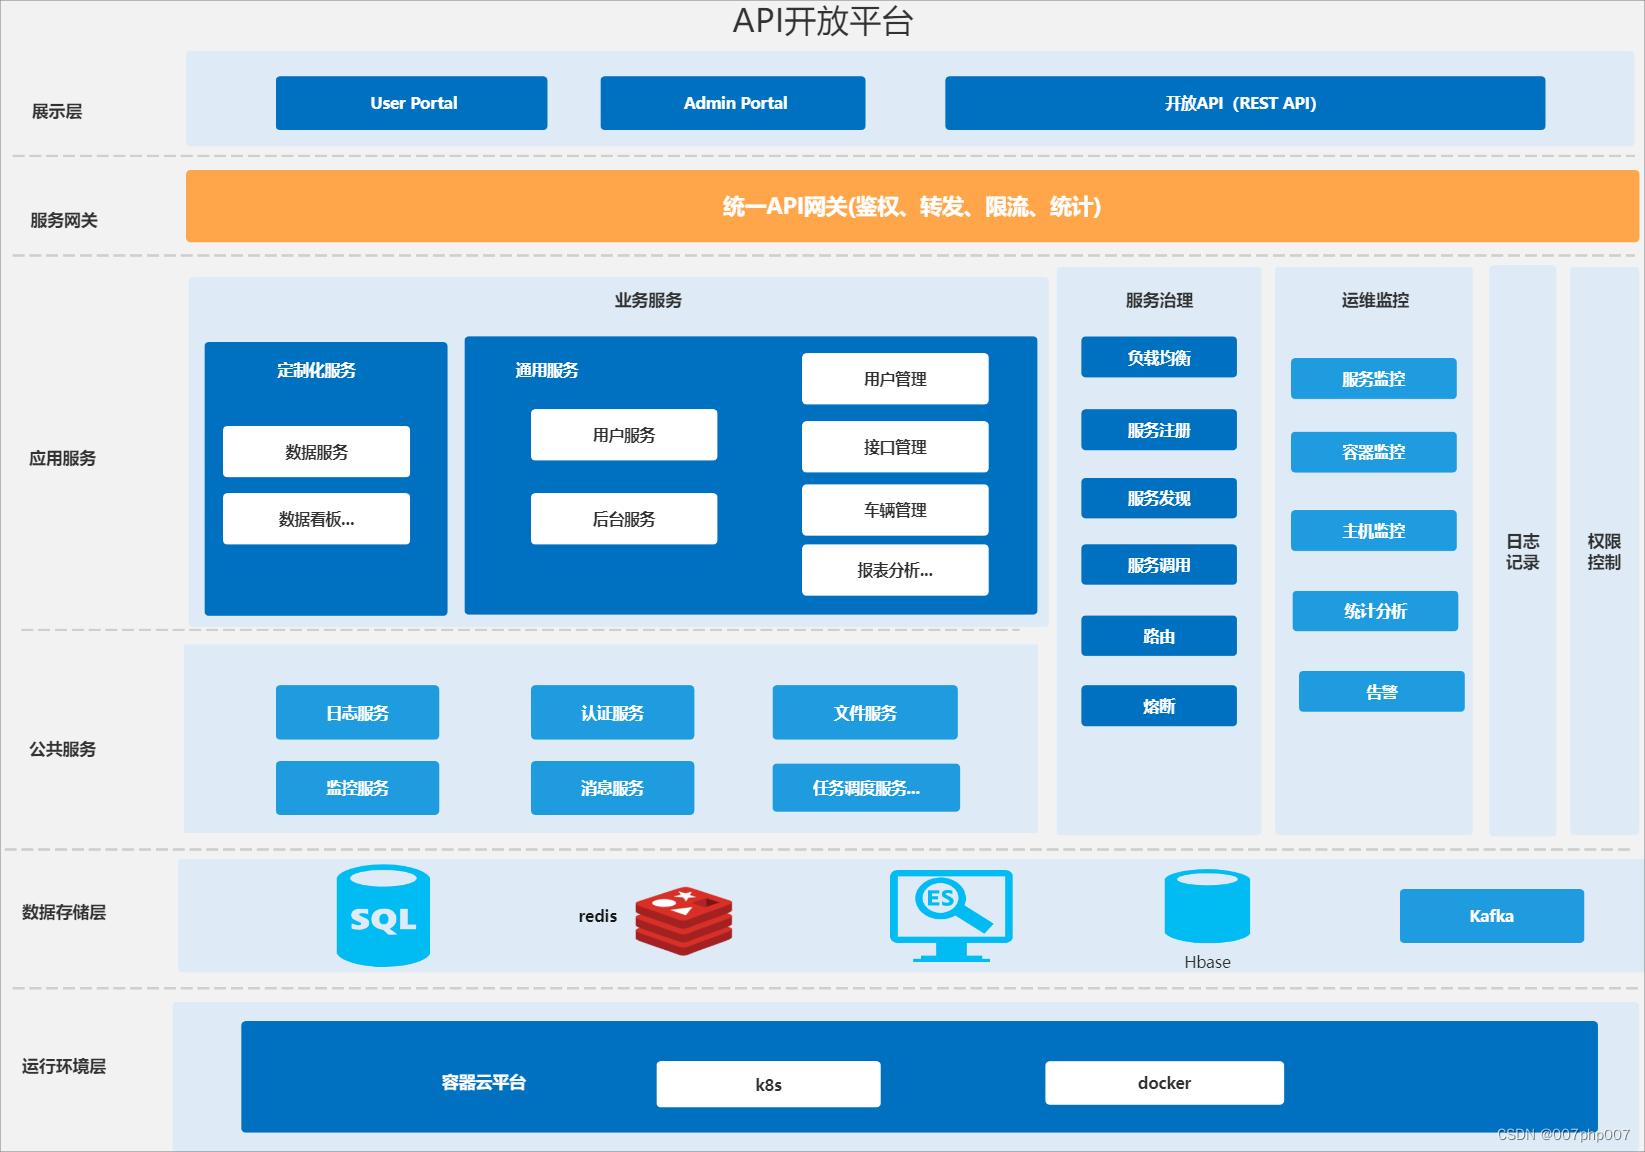 API开放平台
展示层
User Portal
Admin Portal
开放API（REST API）
服务网关
统一API网关(鉴权、转发、限流、统计)
应用服务
业务服务
定制化服务
数据服务
数据看板...
通用服务
用户服务
后台服务
用户管理
接口管理
车辆管理
报表分析...
服务治理
负载均衡
服务注册
服务发现
服务调用
路由
熔断
运维监控
服务监控
容器监控
主机监控
统计分析
告警
日志
记录
权限
控制
公共服务
日志服务
认证服务
文件服务
监控服务
消息服务
任务调度服务...
数据存储层
SQL
redis
ES
Hbase
Kafka
运行环境层
容器云平台
k8s
docker
CSDN @007php007